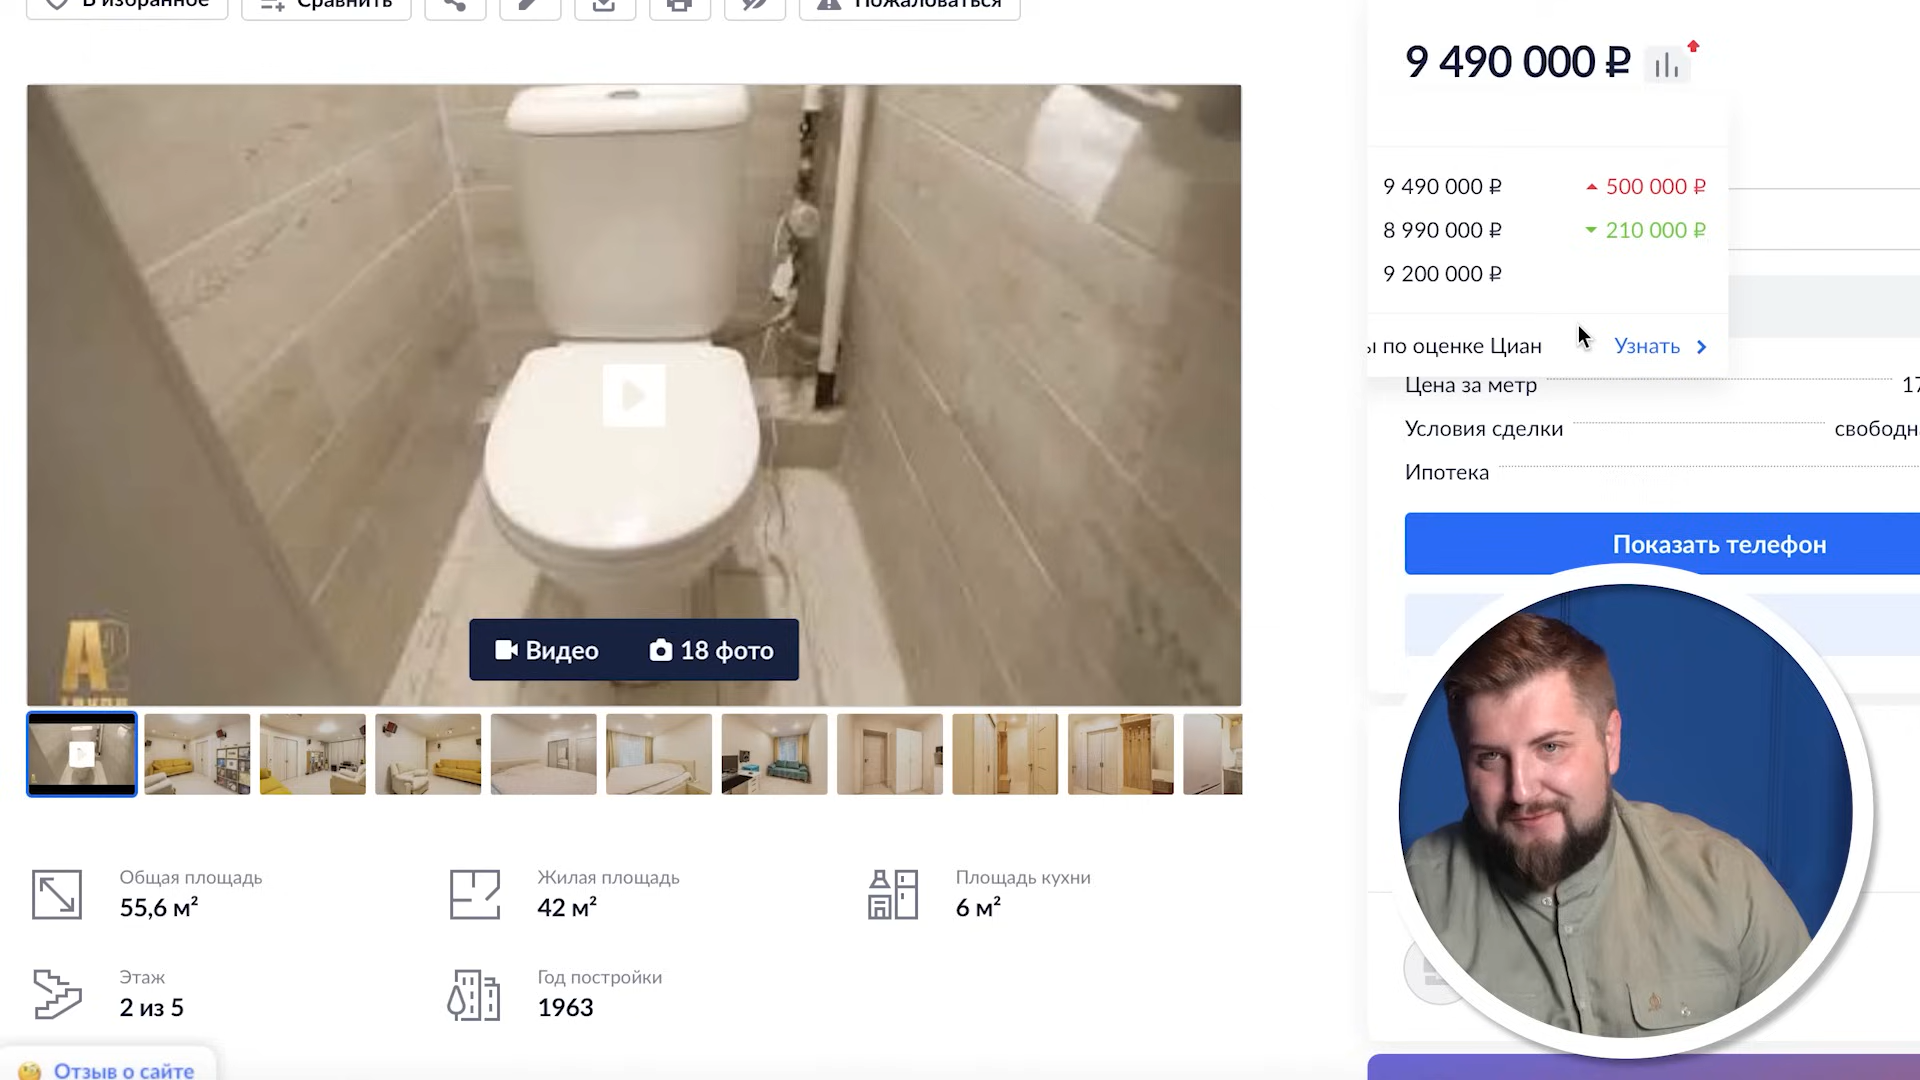 В избранное
Сравнить
Пожаловаться
9 490 000 ₽
9 490 000 ₽ 500 000 ₽
8 990 000 ₽ 210 000 ₽
9 200 000 ₽
ы по оценке Циан Узнать
Цена за метр 17
Условия сделки свободн
Ипотека
Показать телефон
Видео 18 фото
Общая площадь
55,6 м²
Жилая площадь
42 м²
Площадь кухни
6 м²
Этаж
2 из 5
Год постройки
1963
Отзыв о сайте